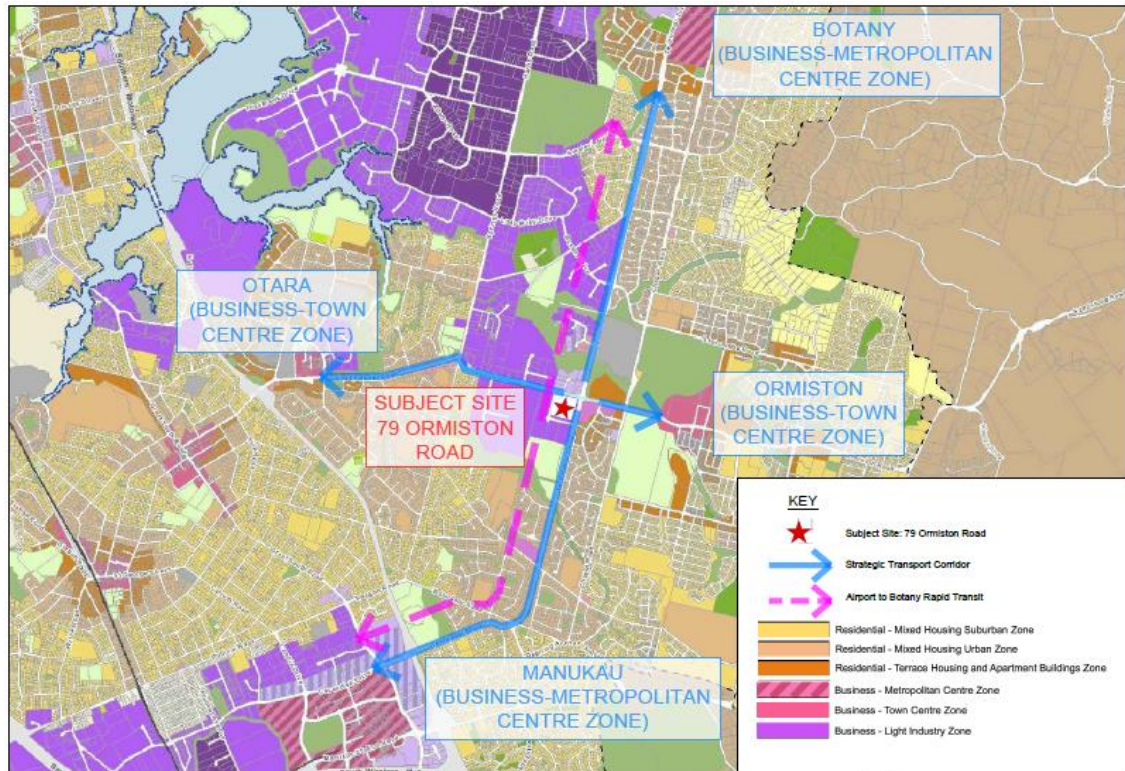 BOTANY
(BUSINESS-METROPOLITAN
CENTRE ZONE)
OTARA
(BUSINESS-TOWN
CENTRE ZONE)
SUBJECT SITE
79 ORMISTON
ROAD
ORMISTON
(BUSINESS-TOWN
CENTRE ZONE)
MANUKAU
(BUSINESS-METROPOLITAN
CENTRE ZONE)
KEY
Subject Site: 79 Ormiston Road
Strategic Transport Corridor
Airport to Botany Rapid Transit
Residential - Mixed Housing Suburban Zone
Residential - Mixed Housing Urban Zone
Residential - Terrace Housing and Apartment Buildings Zone
Business - Metropolitan Centre Zone
Business - Town Centre Zone
Business - Light Industry Zone